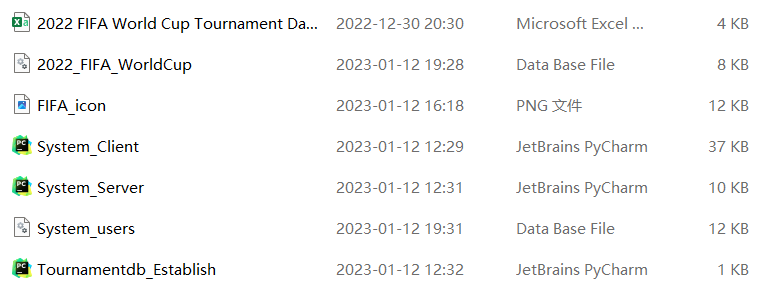 2022 FIFA World Cup Tournament Da... 2022-12-30 20:30 Microsoft Excel ... 4 KB
2022_FIFA_WorldCup 2023-01-12 19:28 Data Base File 8 KB
FIFA_icon 2023-01-12 16:18 PNG 文件 12 KB
System_Client 2023-01-12 12:29 JetBrains PyCharm 37 KB
System_Server 2023-01-12 12:31 JetBrains PyCharm 10 KB
System_users 2023-01-12 19:31 Data Base File 12 KB
Tournamentdb_Establish 2023-01-12 12:32 JetBrains PyCharm 1 KB